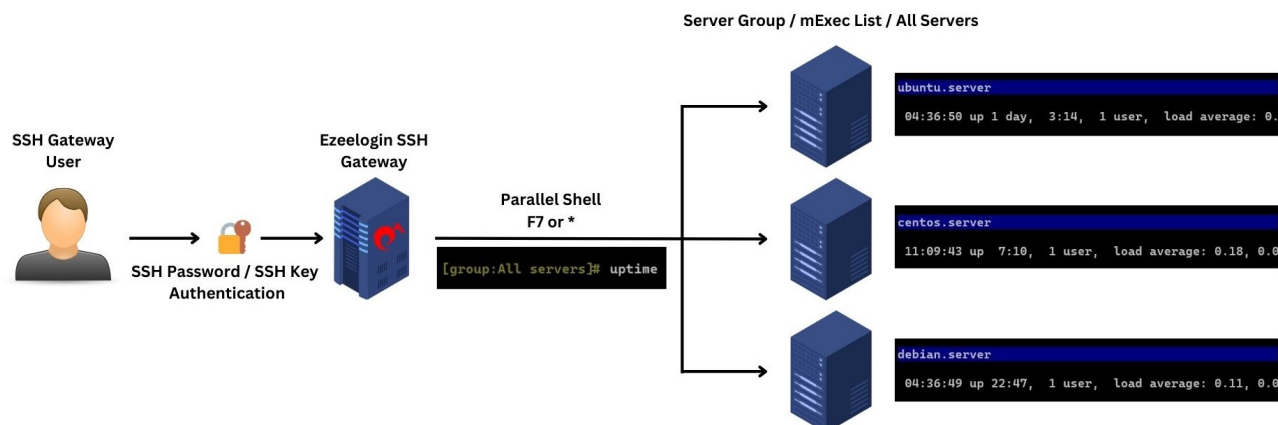 Server Group / mExec List / All Servers
SSH Gateway
User
SSH Password / SSH Key
Authentication
Ezeelogin SSH
Gateway
Parallel Shell
F7 or *
[group:All servers]# uptime
ubuntu.server
04:36:50 up 1 day,  3:14,  1 user,  load average: 0.
centos.server
11:09:43 up  7:10,  1 user,  load average: 0.18, 0.0
debian.server
04:36:49 up 22:47,  1 user,  load average: 0.11, 0.0